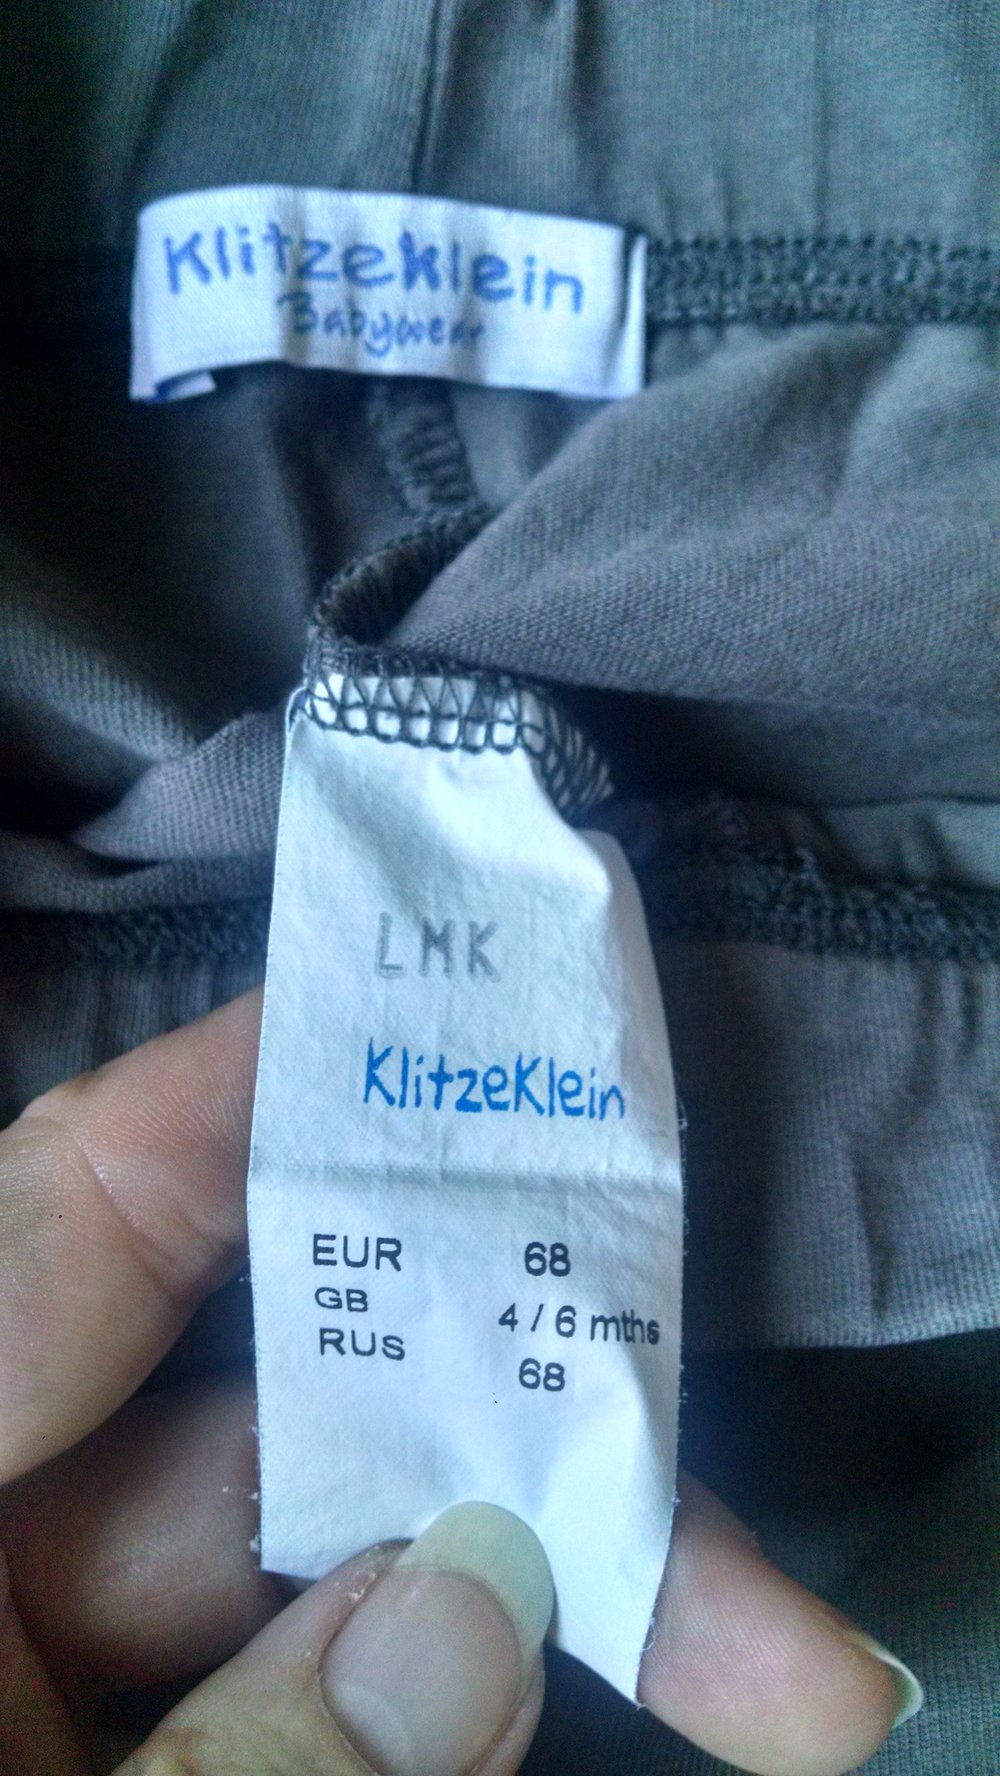 KlitzeKlein
Babywear
LMK
KlitzeKlein
EUR 68
GB 4 / 6 mths
RUS 68